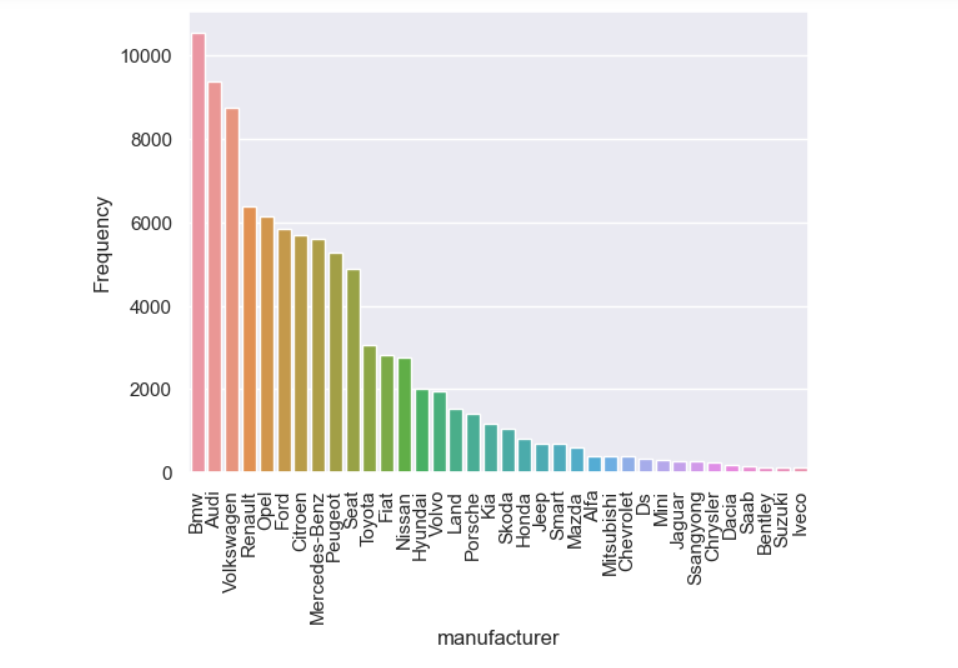 10000
8000
6000
4000
2000
0
Frequency
Bmw
Audi
Volkswagen
Renault
Opel
Ford
Citroen
Mercedes-Benz
Peugeot
Seat
Toyota
Fiat
Nissan
Hyundai
Volvo
Land
Porsche
Kia
Skoda
Honda
Jeep
Smart
Mazda
Alfa
Mitsubishi
Chevrolet
Ds
Mini
Jaguar
Ssangyong
Chrysler
Dacia
Saab
Bentley
Suzuki
Iveco
manufacturer